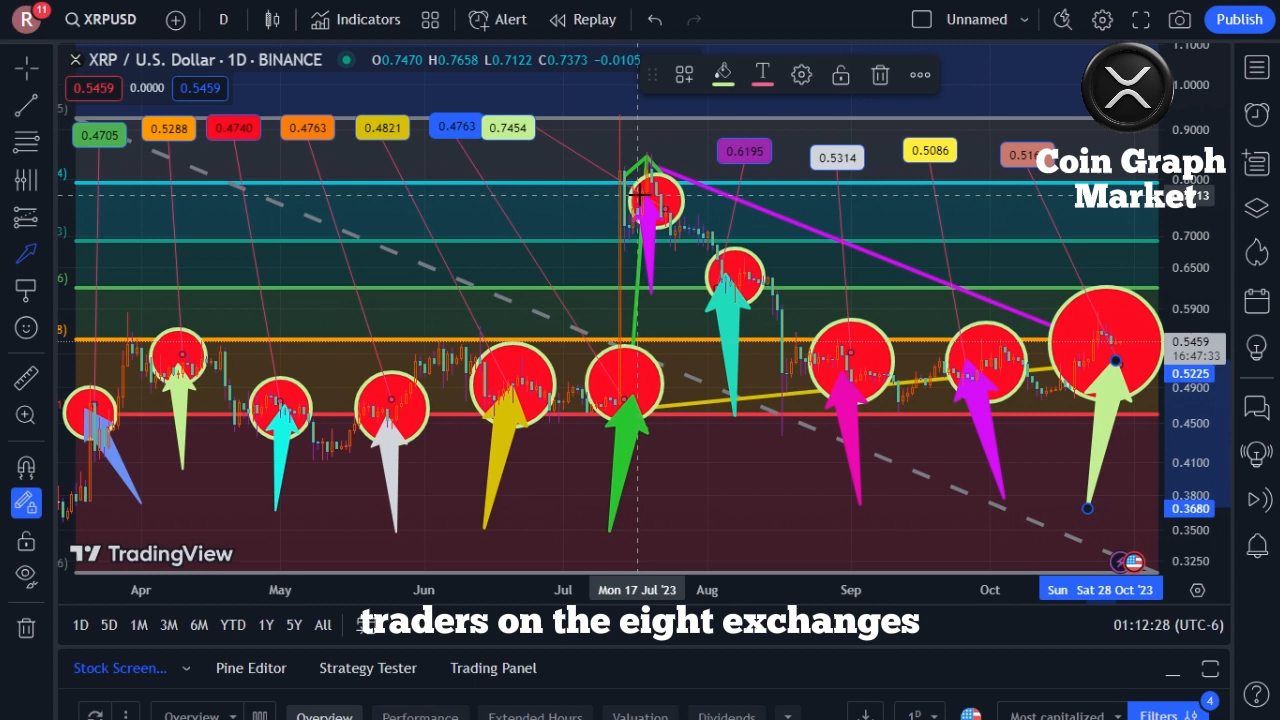 R 11 XRPUSD D Indicators Alert Replay Unnamed Publish
XRP / U.S. Dollar · 1D · BINANCE O0.7470 H0.7658 L0.7122 C0.7373 −0.0105
0.5459 0.0000 0.5459
0.4705 0.5288 0.4740 0.4763 0.4821 0.4763 0.7454 0.6195 0.5314 0.5086
Coin Graph
Market
1.0000
0.9000
0.8000
0.7000
0.6500
0.5900
0.5459
16:47:33
0.5225
0.4900
0.4500
0.4100
0.3800
0.3680
0.3500
0.3250
TradingView
Apr May Jun Jul Mon 17 Jul '23 Aug Sep Oct Sun Sat 28 Oct '23
traders on the eight exchanges
1D 5D 1M 3M 6M YTD 1Y 5Y All 01:12:28 (UTC-6)
Stock Screen... Pine Editor Strategy Tester Trading Panel
4
Overview Overview Performance Extended Hours Valuation Dividends 1D Most capitalized Filters